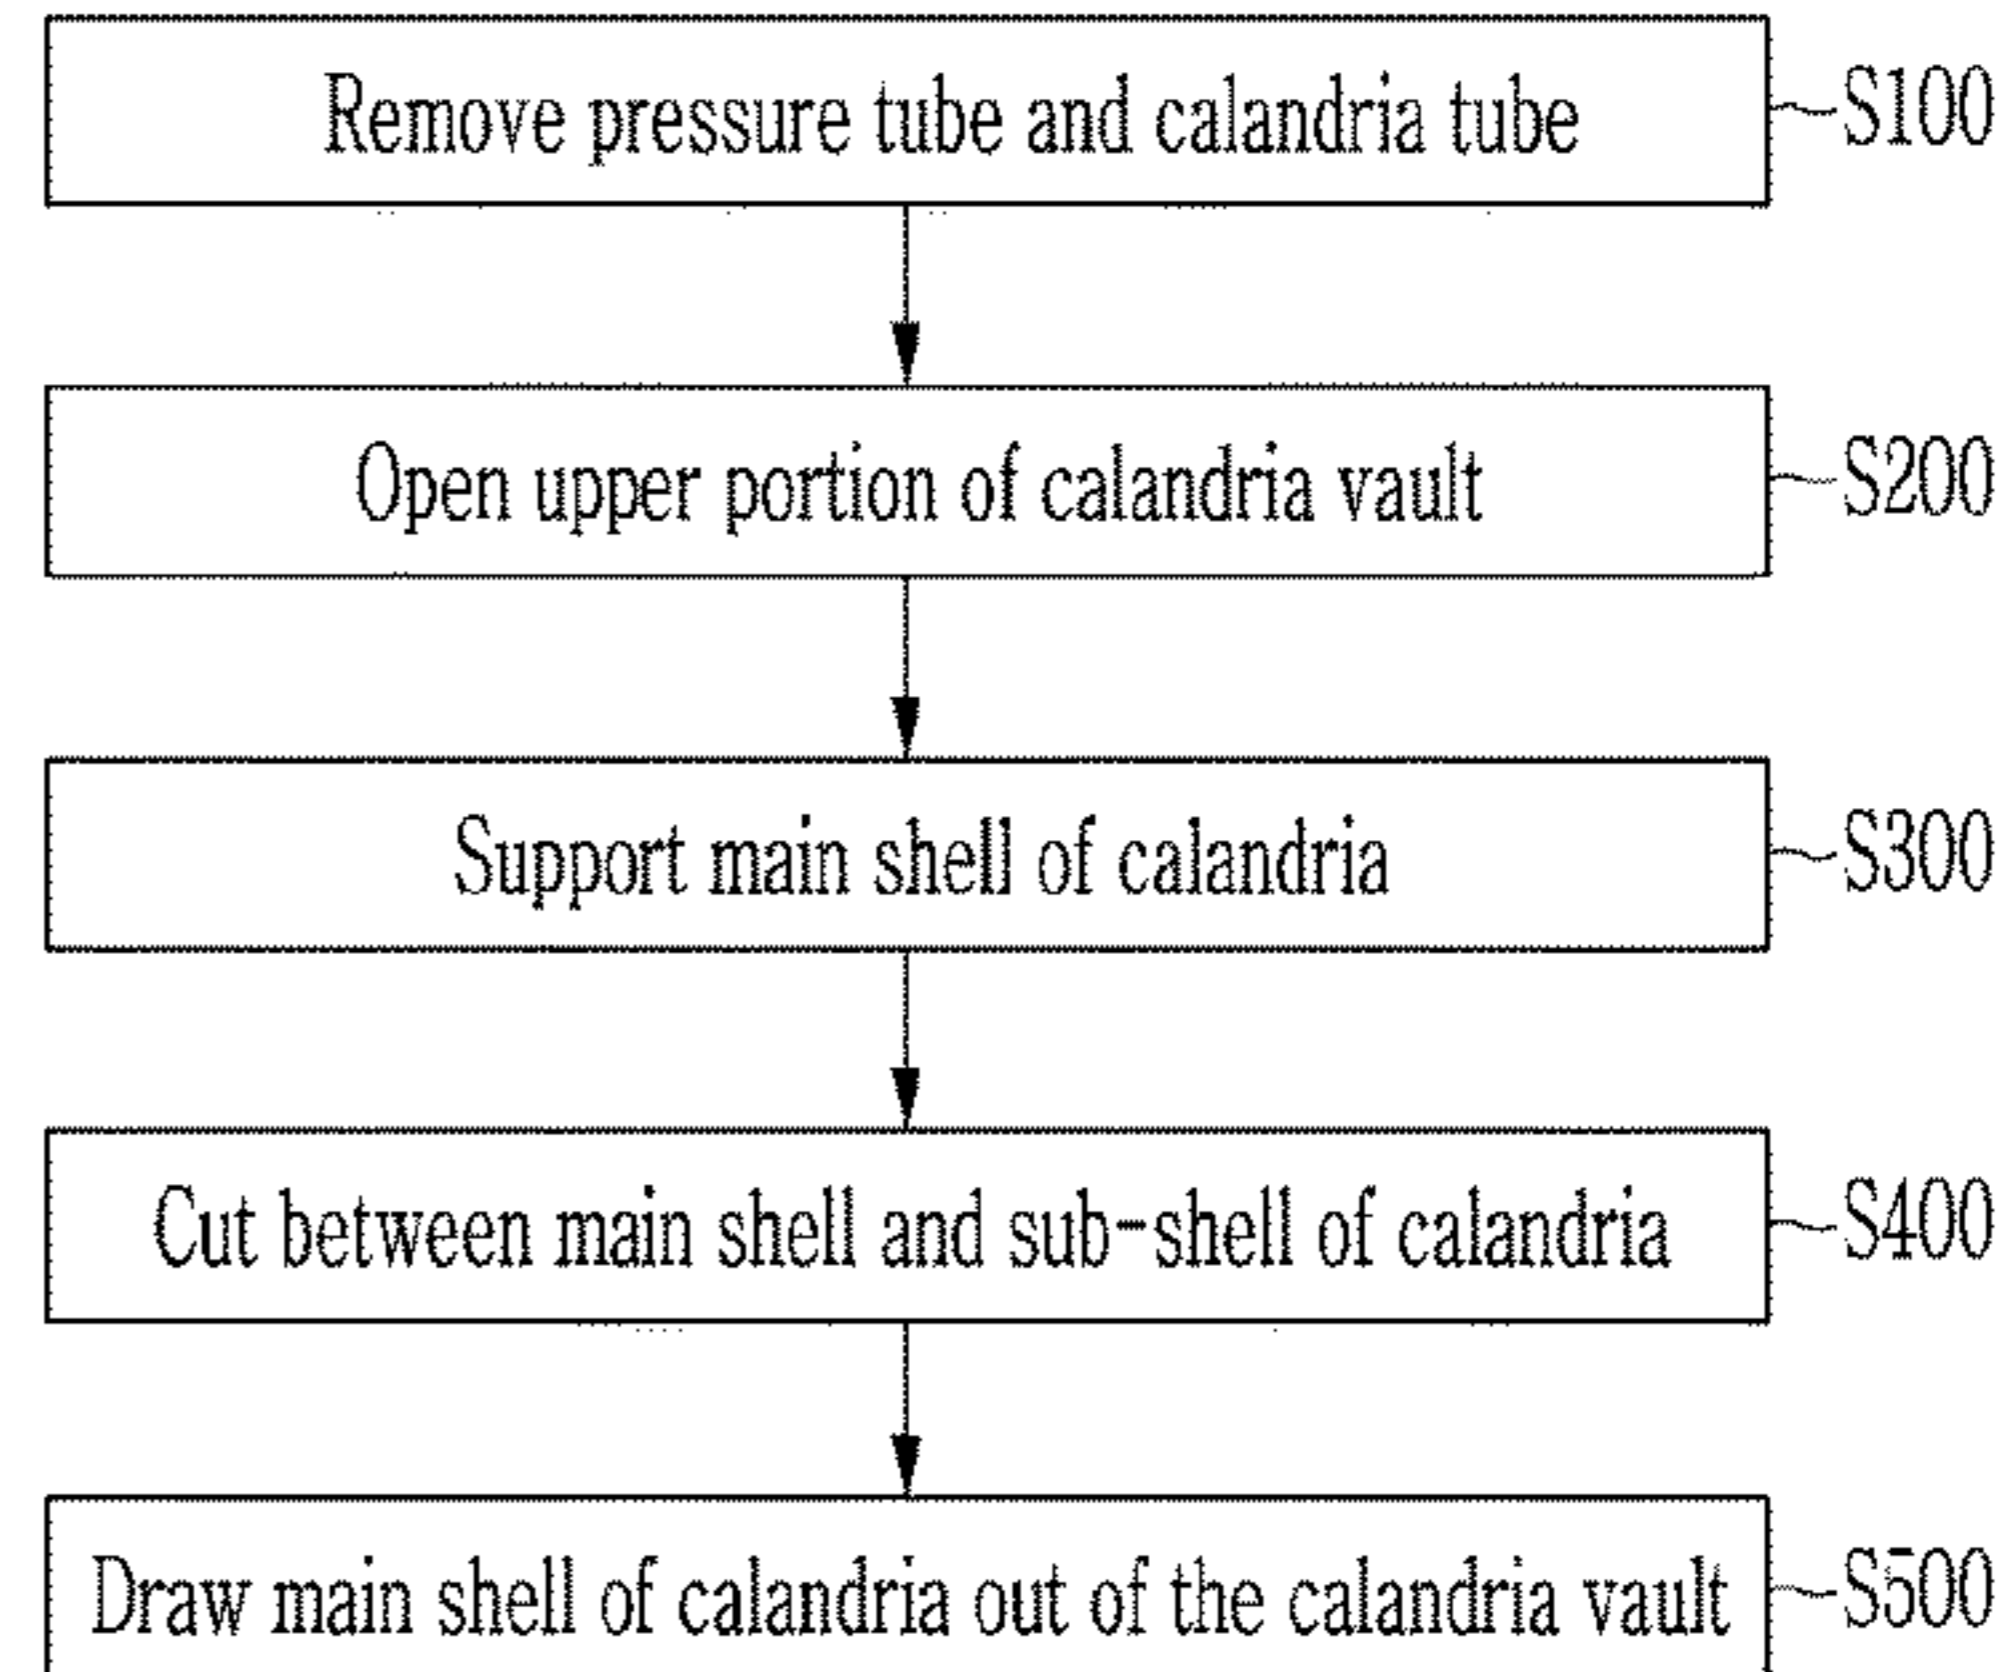 Remove pressure tube and calandria tube
S100
Open upper portion of calandria vault
S200
Support main shell of calandria
S300
Cut between main shell and sub-shell of calandria
S400
Draw main shell of calandria out of the calandria vault
S500